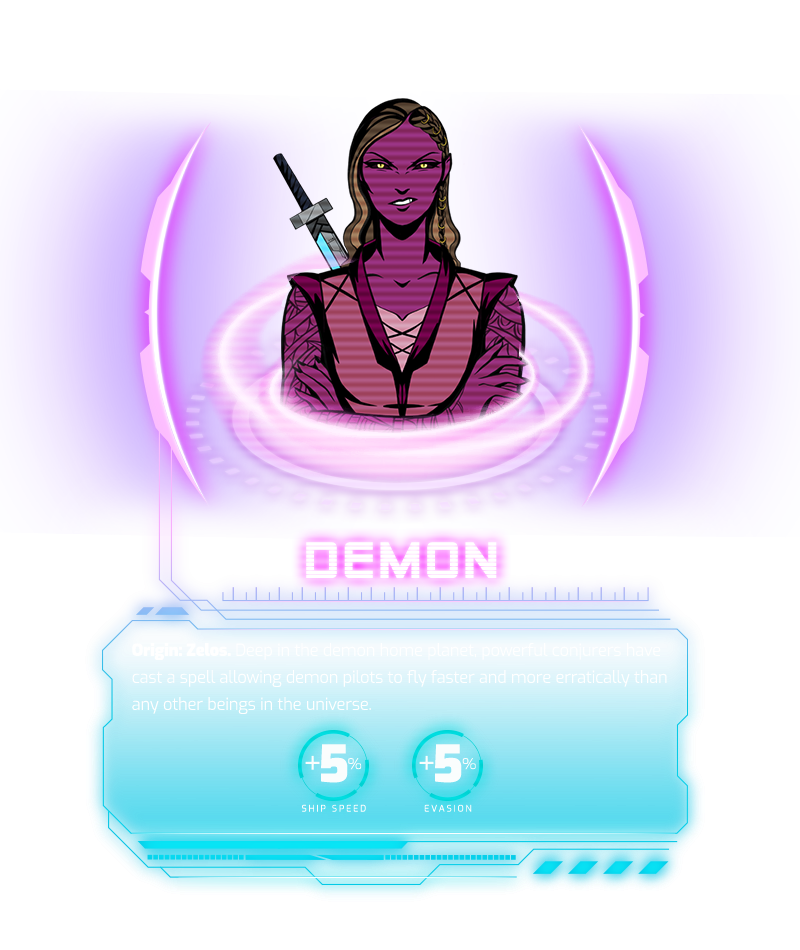 DEMON
Origin: Zelos. Deep in the demon home planet, powerful conjurers have
cast a spell allowing demon pilots to fly faster and more erratically than
any other beings in the universe.
+5% +5%
SHIP SPEED EVASION